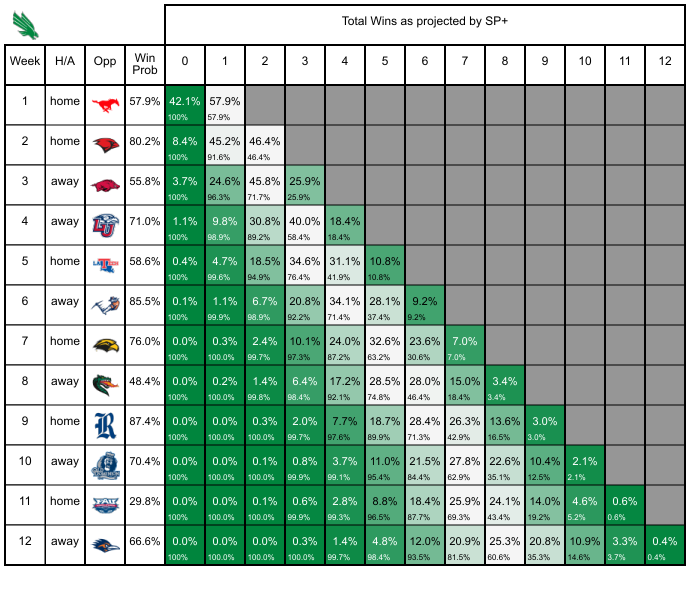 Total Wins as projected by SP+
Week H/A Opp Win Prob 0 1 2 3 4 5 6 7 8 9 10 11 12
1 home 57.9% 42.1% 57.9%
100% 57.9%
2 home 80.2% 8.4% 45.2% 46.4%
100% 91.6% 46.4%
3 away 55.8% 3.7% 24.6% 45.8% 25.9%
100% 96.3% 71.7% 25.9%
4 away LU 71.0% 1.1% 9.8% 30.8% 40.0% 18.4%
100% 98.9% 89.2% 58.4% 18.4%
5 home LA TECH 58.6% 0.4% 4.7% 18.5% 34.6% 31.1% 10.8%
100% 99.6% 94.9% 76.4% 41.9% 10.8%
6 away 85.5% 0.1% 1.1% 6.7% 20.8% 34.1% 28.1% 9.2%
100% 99.9% 98.9% 92.2% 71.4% 37.4% 9.2%
7 home 76.0% 0.0% 0.3% 2.4% 10.1% 24.0% 32.6% 23.6% 7.0%
100% 100.0% 99.7% 97.3% 87.2% 63.2% 30.6% 7.0%
8 away 48.4% 0.0% 0.2% 1.4% 6.4% 17.2% 28.5% 28.0% 15.0% 3.4%
100% 100.0% 99.8% 98.4% 92.1% 74.8% 46.4% 18.4% 3.4%
9 home R 87.4% 0.0% 0.0% 0.3% 2.0% 7.7% 18.7% 28.4% 26.3% 13.6% 3.0%
100% 100.0% 100.0% 99.7% 97.6% 89.9% 71.3% 42.9% 16.5% 3.0%
10 away 70.4% 0.0% 0.0% 0.1% 0.8% 3.7% 11.0% 21.5% 27.8% 22.6% 10.4% 2.1%
100% 100.0% 100.0% 99.9% 99.1% 95.4% 84.4% 62.9% 35.1% 12.5% 2.1%
11 home FAU 29.8% 0.0% 0.0% 0.1% 0.6% 2.8% 8.8% 18.4% 25.9% 24.1% 14.0% 4.6% 0.6%
100% 100.0% 100.0% 99.9% 99.3% 96.5% 87.7% 69.3% 43.4% 19.2% 5.2% 0.6%
12 away 66.6% 0.0% 0.0% 0.0% 0.3% 1.4% 4.8% 12.0% 20.9% 25.3% 20.8% 10.9% 3.3% 0.4%
100% 100.0% 100.0% 100.0% 99.7% 98.4% 93.5% 81.5% 60.6% 35.3% 14.6% 3.7% 0.4%